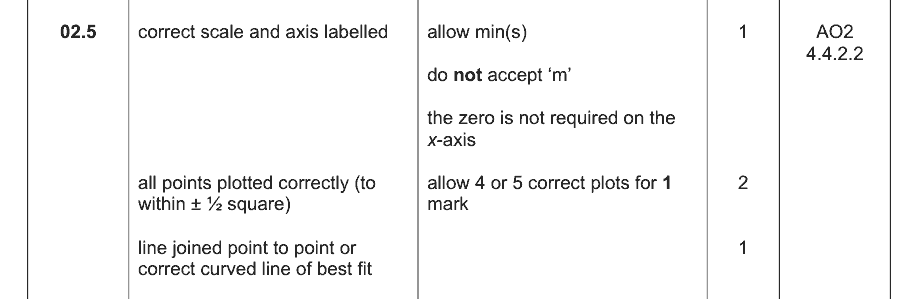 02.5 correct scale and axis labelled allow min(s) 1 AO2
4.4.2.2
do not accept ‘m’
the zero is not required on the
x-axis
all points plotted correctly (to allow 4 or 5 correct plots for 1 2
within ± ½ square) mark
line joined point to point or 1
correct curved line of best fit